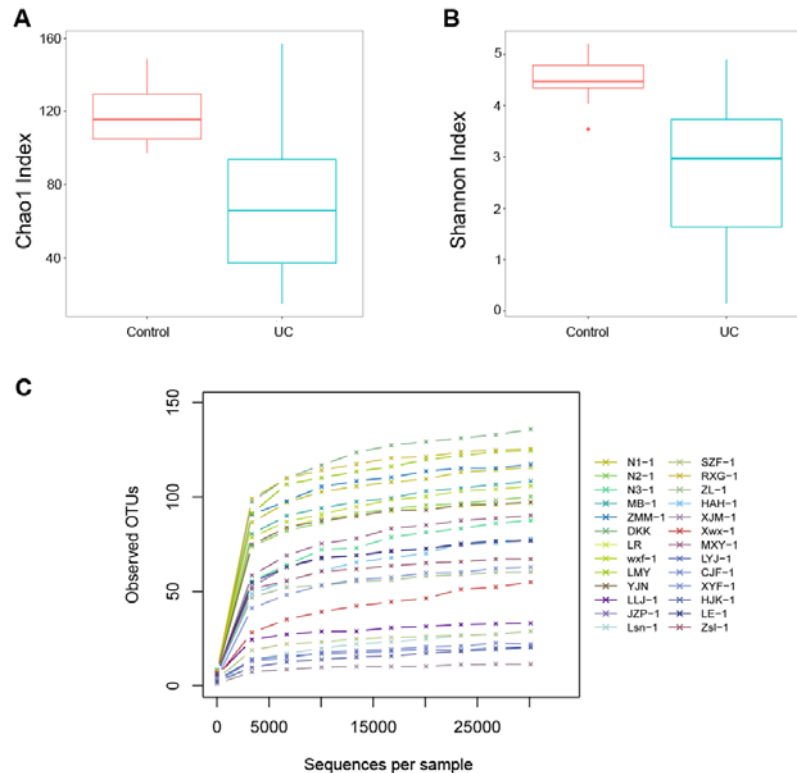 A
160
120
80
40
Chao1 Index
Control
UC
B
5
4
3
2
1
0
Shannon Index
Control
UC
C
150
100
50
0
Observed OTUs
0
5000
15000
25000
Sequences per sample
N1-1
N2-1
N3-1
MB-1
ZMM-1
DKK
LR
wxf-1
LMY
YJN
LLJ-1
JZP-1
Lsn-1
SZF-1
RXG-1
ZL-1
HAH-1
XJM-1
Xwx-1
MXY-1
LYJ-1
CJF-1
XYF-1
HJK-1
LE-1
Zsl-1